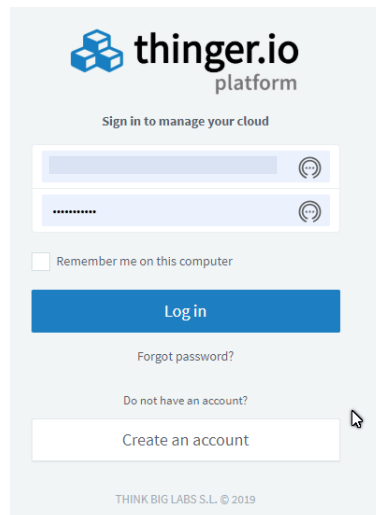 thinger.io
platform
Sign in to manage your cloud
•••••••••••
Remember me on this computer
Log in
Forgot password?
Do not have an account?
Create an account
THINK BIG LABS S.L. © 2019